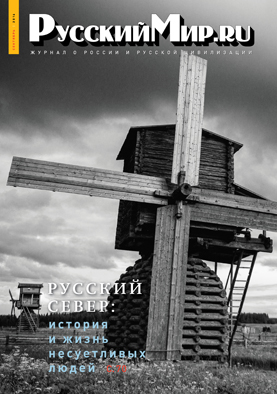 РусскийМир.ru
ЖУРНАЛ О РОССИИ И РУССКОЙ ЦИВИЛИЗАЦИИ
РУССКИЙ
СЕВЕР:
история
и жизнь
несуетливых
людей